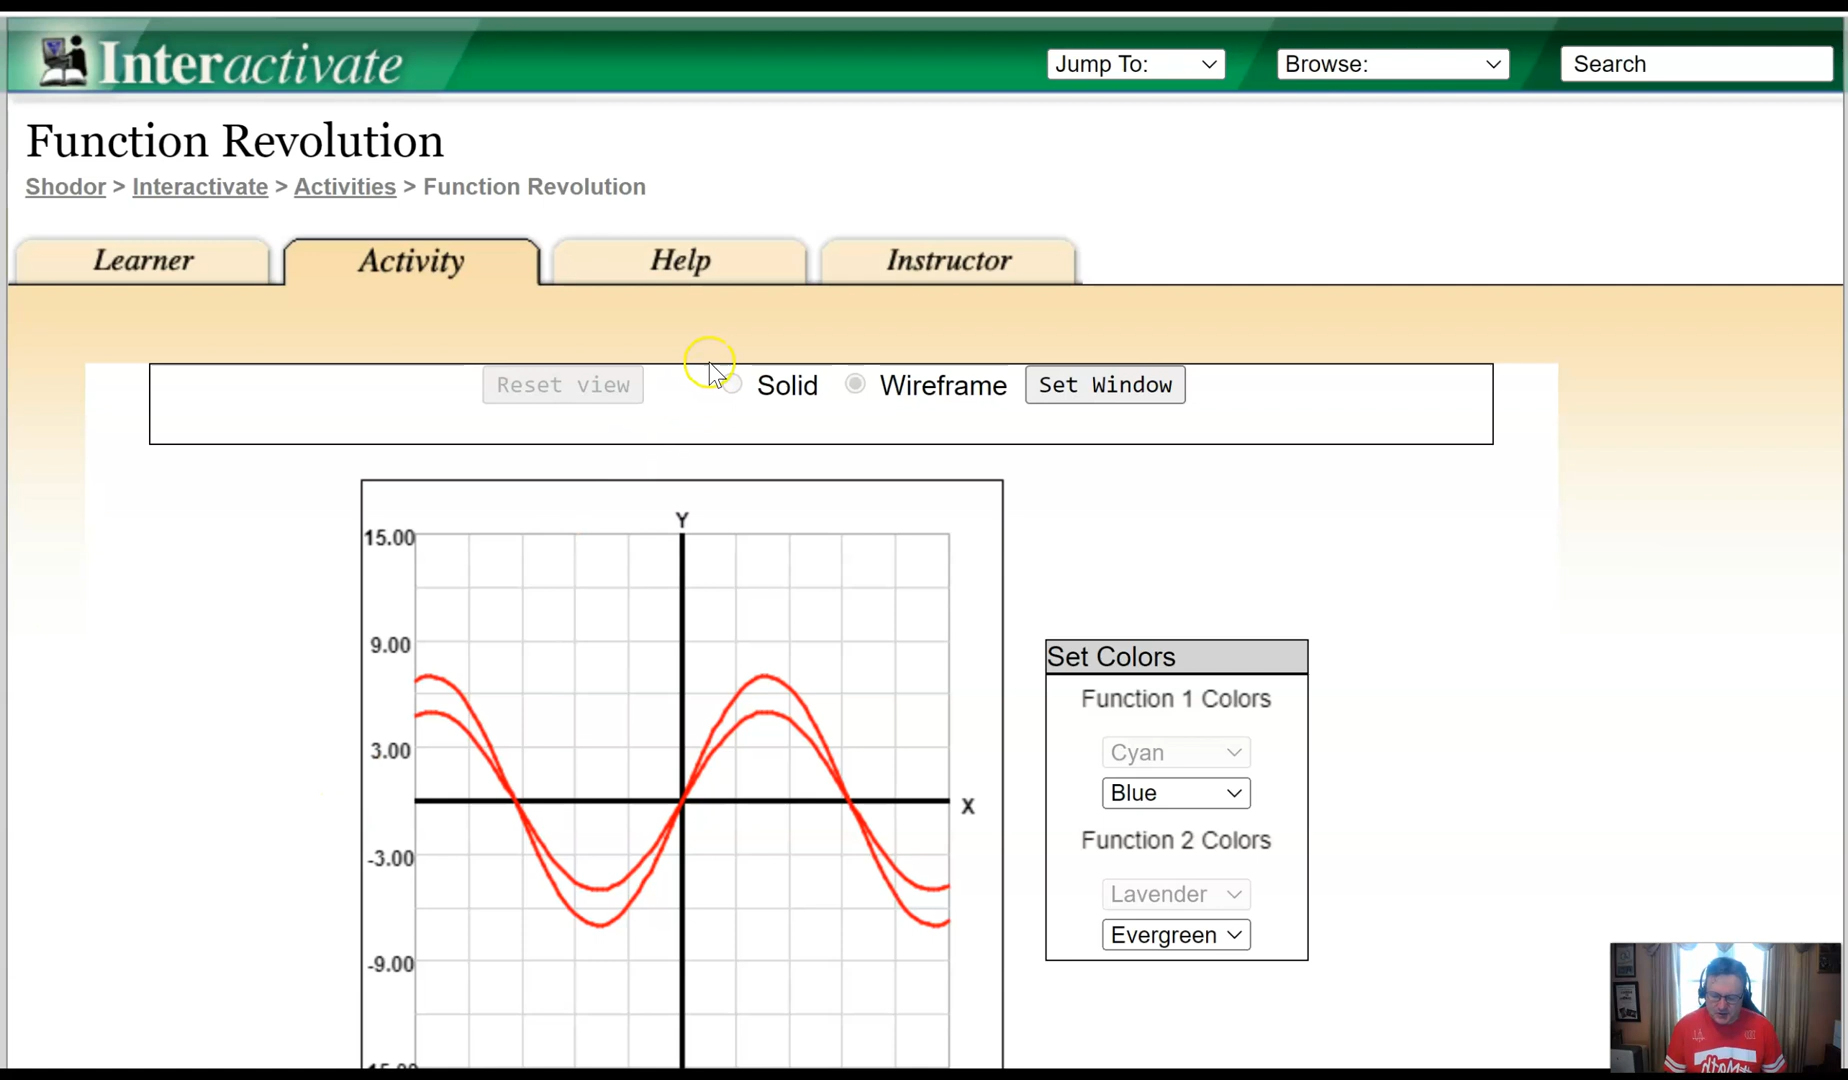 Interactivate
Jump To:
Browse:
Search
Function Revolution
Shodor > Interactivate > Activities > Function Revolution
Learner
Activity
Help
Instructor
Reset view
Solid
Wireframe
Set Window
Y
15.00
9.00
3.00
X
-3.00
-9.00
Set Colors
Function 1 Colors
Cyan
Blue
Function 2 Colors
Lavender
Evergreen